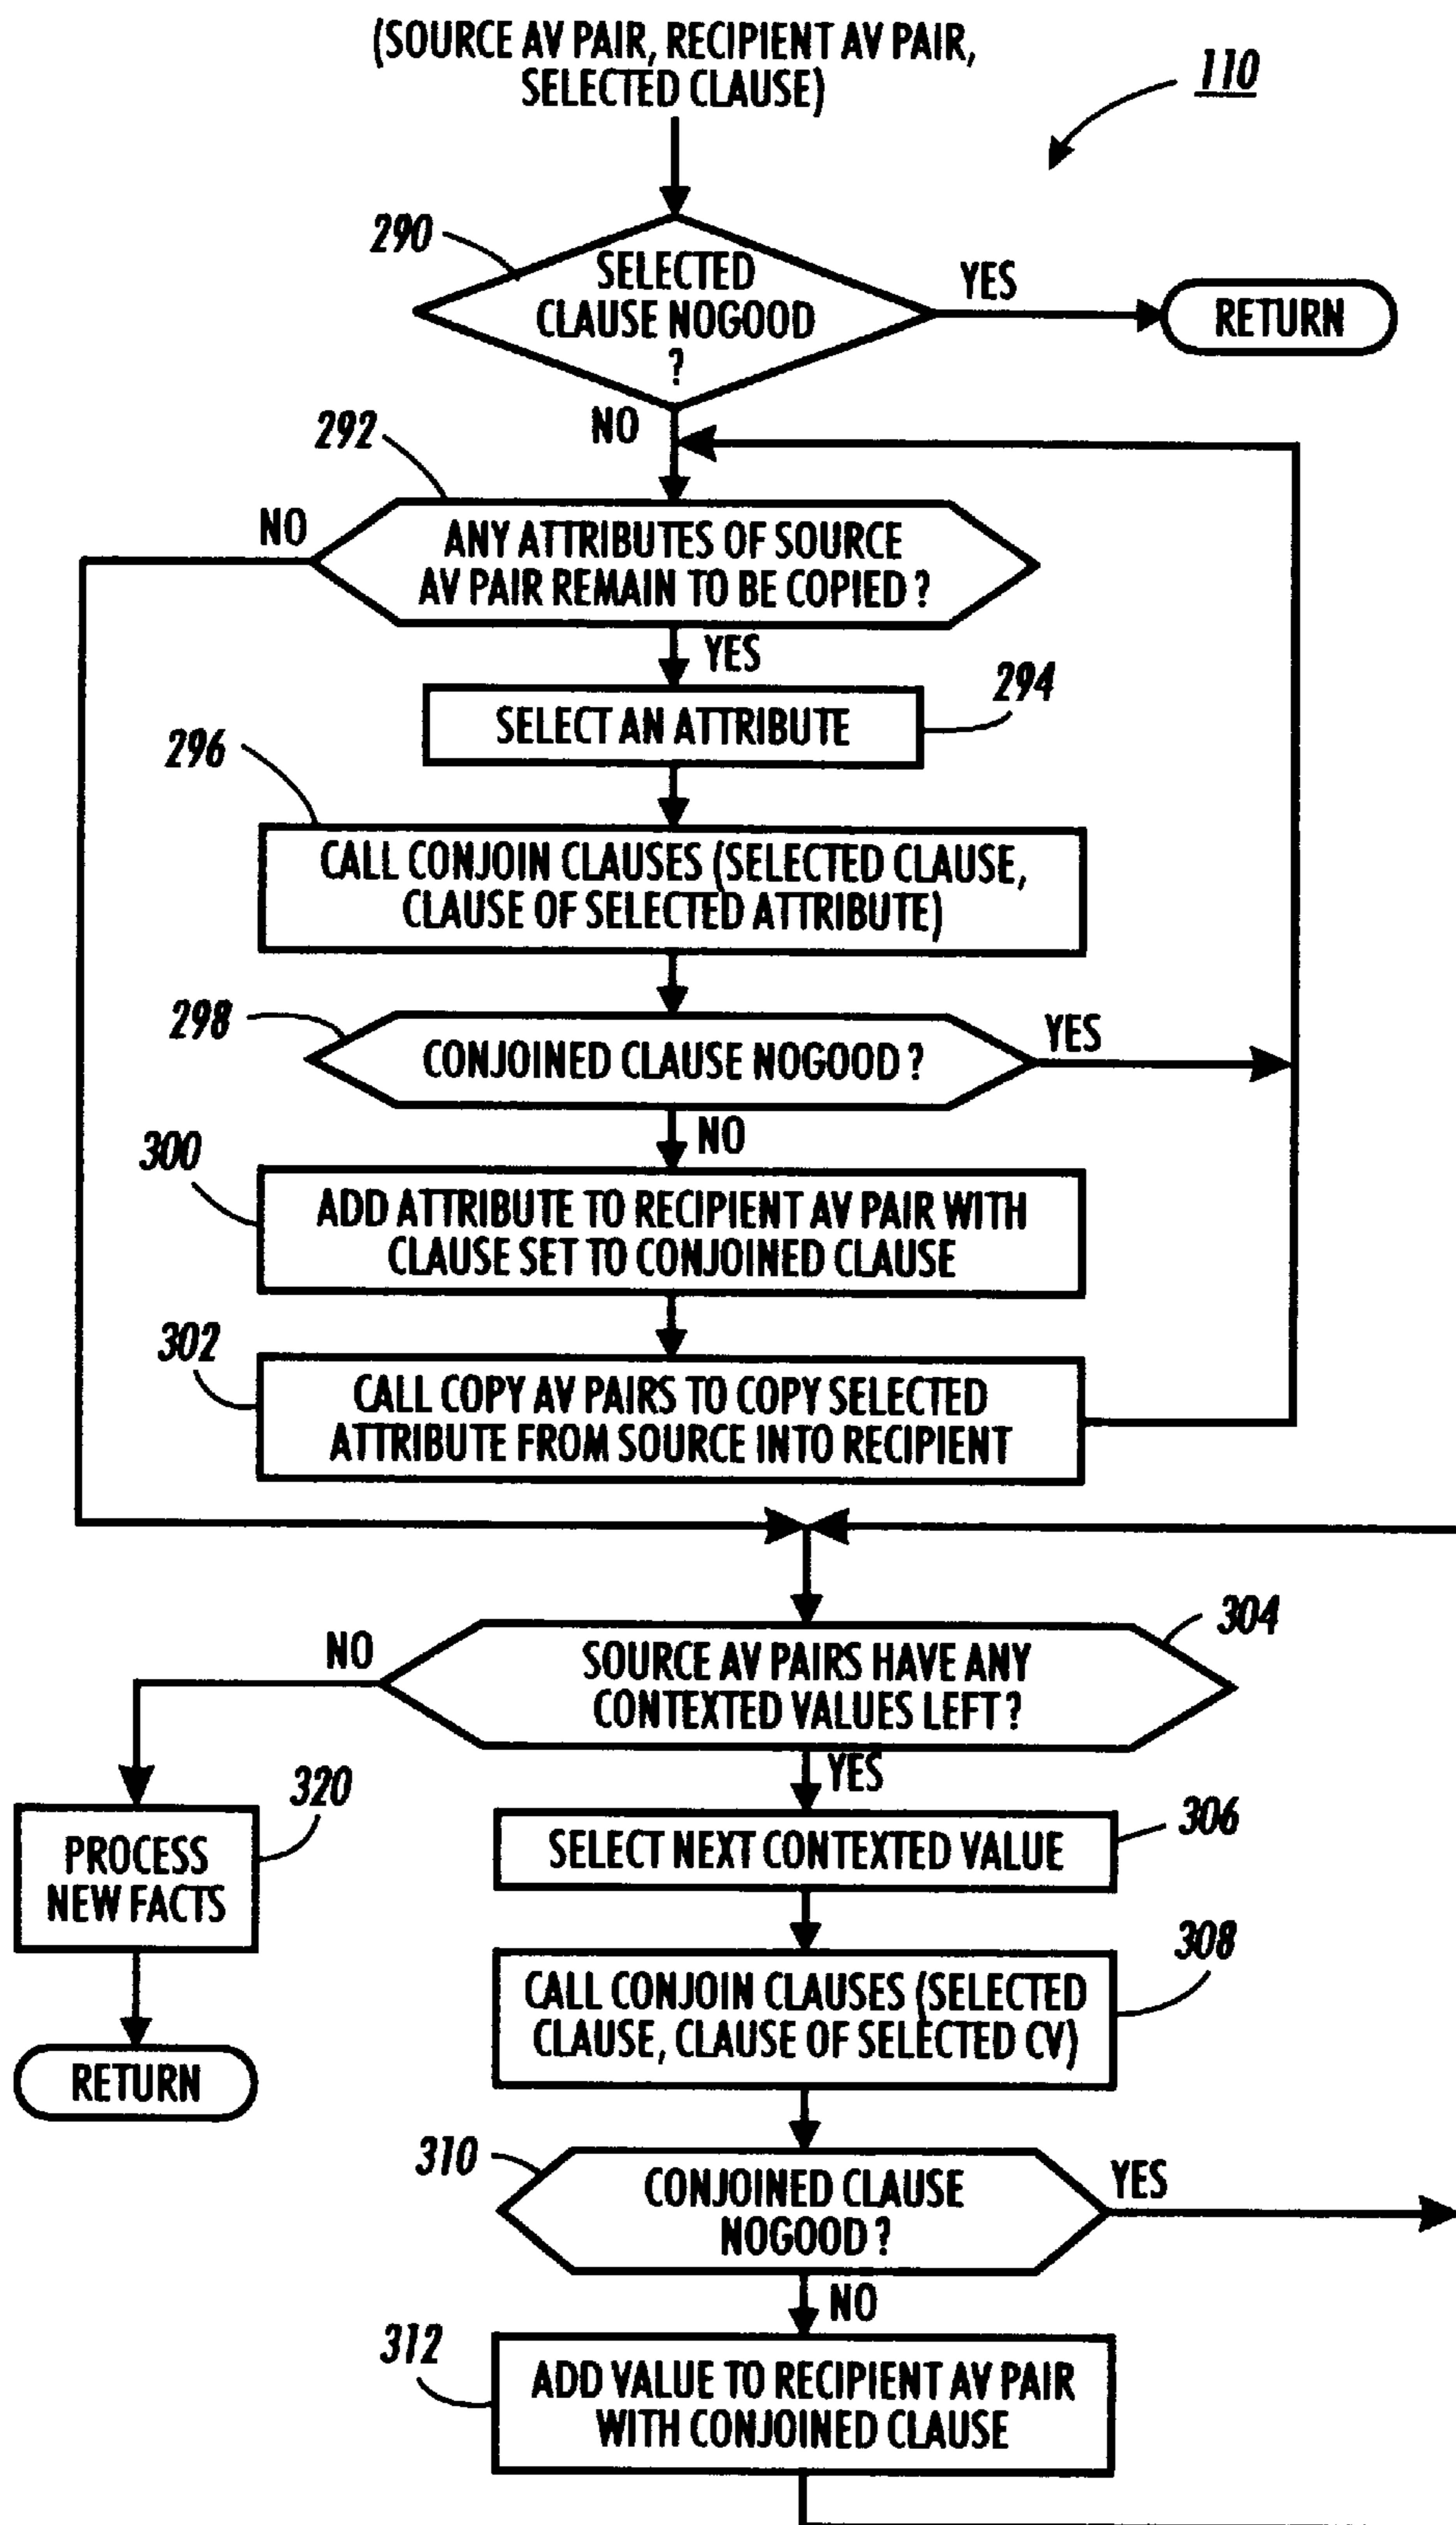 (SOURCE AV PAIR, RECIPIENT AV PAIR,
SELECTED CLAUSE)
110
290
SELECTED
CLAUSE NOGOOD
?
YES
RETURN
NO
292
NO
ANY ATTRIBUTES OF SOURCE
AV PAIR REMAIN TO BE COPIED ?
YES
294
SELECT AN ATTRIBUTE
296
CALL CONJOIN CLAUSES (SELECTED CLAUSE,
CLAUSE OF SELECTED ATTRIBUTE)
298
CONJOINED CLAUSE NOGOOD ?
YES
NO
300
ADD ATTRIBUTE TO RECIPIENT AV PAIR WITH
CLAUSE SET TO CONJOINED CLAUSE
302
CALL COPY AV PAIRS TO COPY SELECTED
ATTRIBUTE FROM SOURCE INTO RECIPIENT
304
NO
SOURCE AV PAIRS HAVE ANY
CONTEXTED VALUES LEFT ?
YES
320
PROCESS
NEW FACTS
RETURN
306
SELECT NEXT CONTEXTED VALUE
308
CALL CONJOIN CLAUSES (SELECTED
CLAUSE, CLAUSE OF SELECTED CV)
310
CONJOINED CLAUSE
NOGOOD ?
YES
NO
312
ADD VALUE TO RECIPIENT AV PAIR
WITH CONJOINED CLAUSE